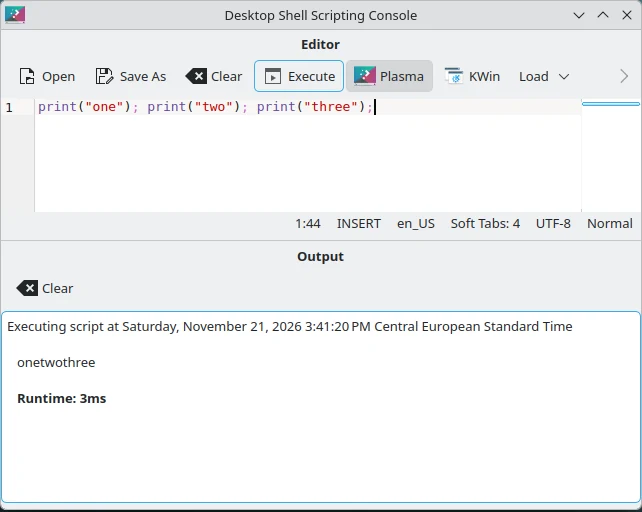 Desktop Shell Scripting Console
Editor
Open Save As Clear Execute Plasma KWin Load
1 print("one"); print("two"); print("three");
1:44 INSERT en_US Soft Tabs: 4 UTF-8 Normal
Output
Clear
Executing script at Saturday, November 21, 2026 3:41:20 PM Central European Standard Time
onetwothree
Runtime: 3ms